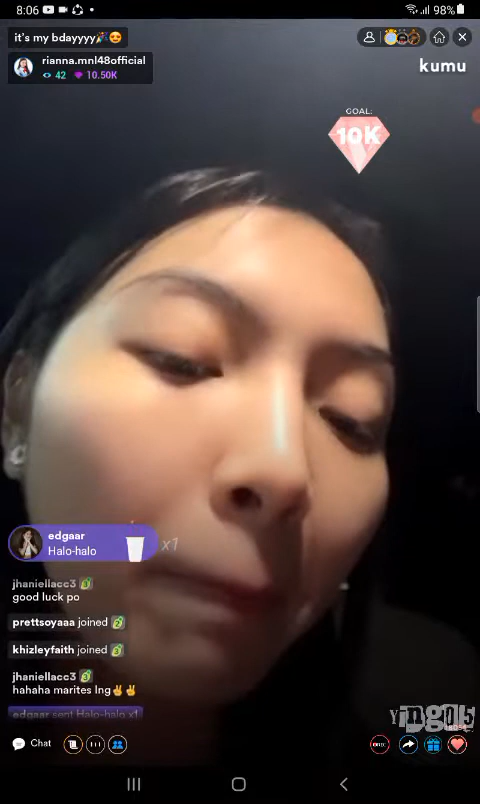 8:06
98%
it's my bdayyyy🎉😍
rianna.mnl48official
42 10.50K
kumu
GOAL:
10K
edgaar
Halo-halo
x1
jhaniellacc3
good luck po
prettsoyaaa joined
khizleyfaith joined
jhaniellacc3
hahaha marites lng✌️✌️
edgaar sent Halo-halo x1
Chat